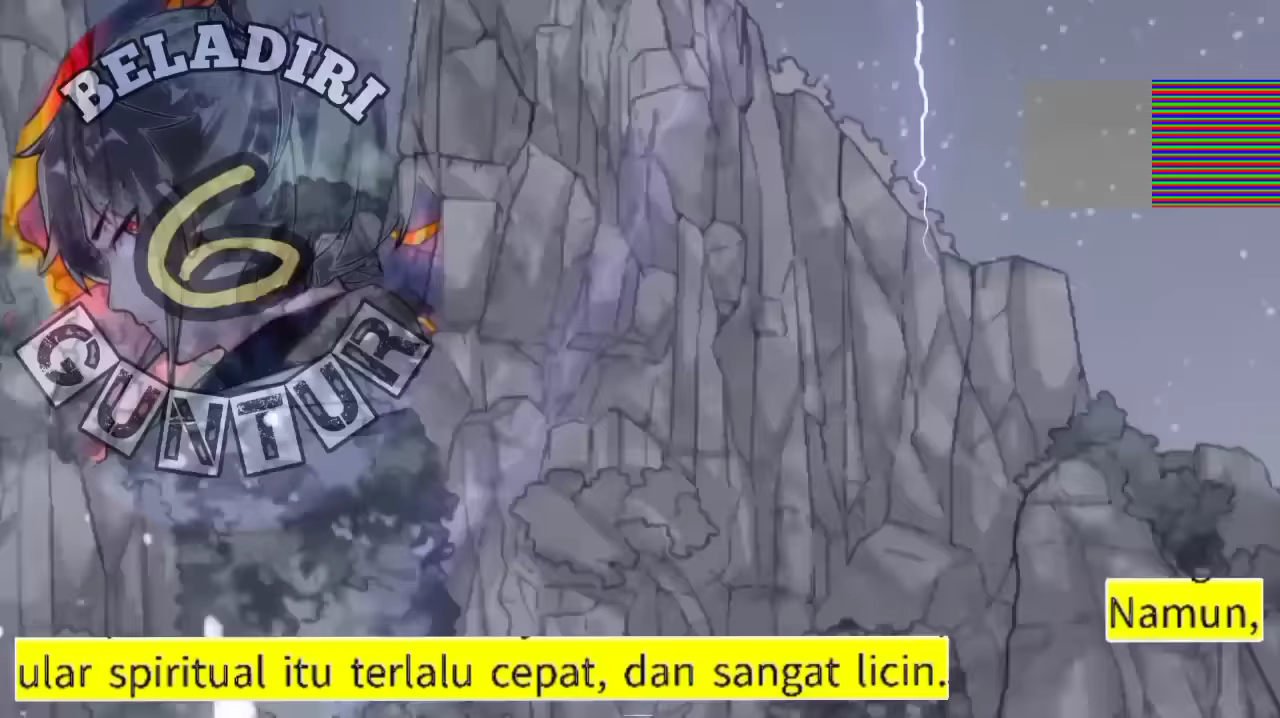 BELADIRI
6
GUNTUR
Namun,
ular spiritual itu terlalu cepat, dan sangat licin.